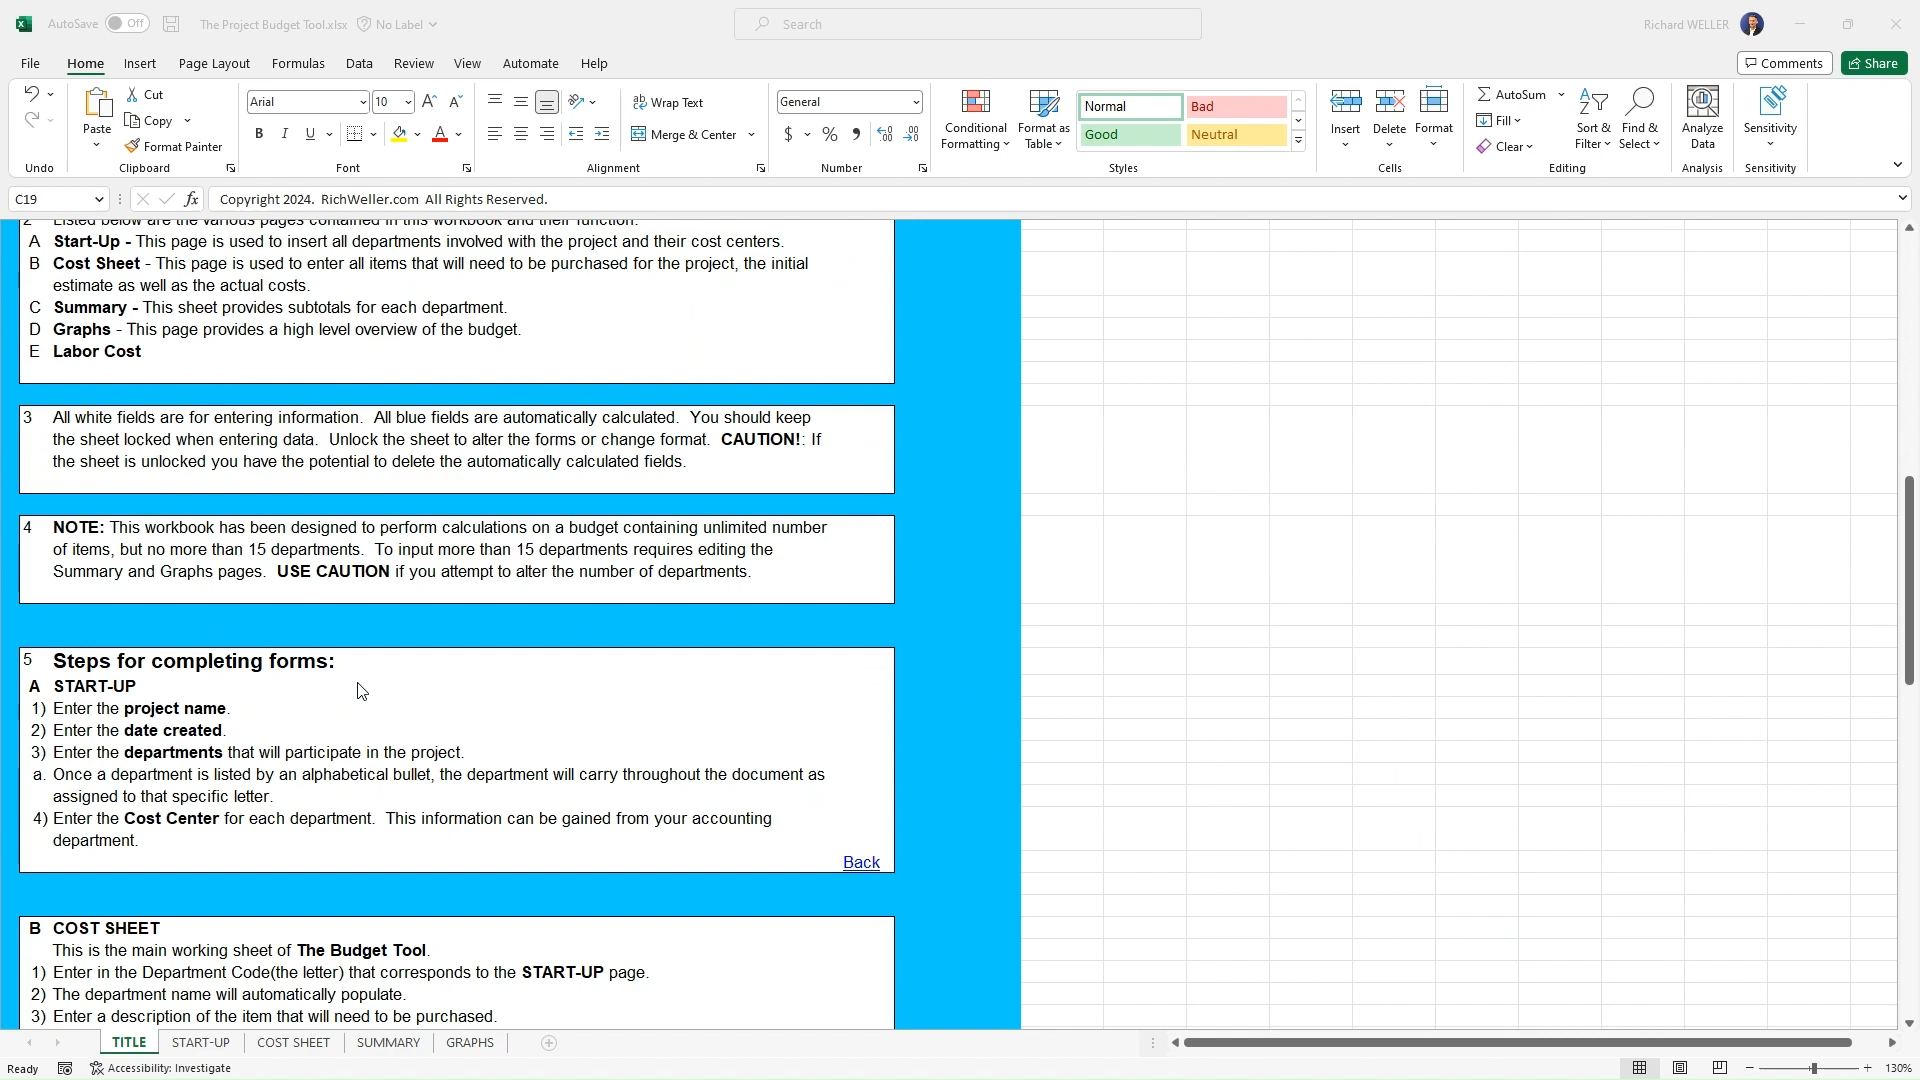 AutoSave Off The Project Budget Tool.xlsx No Label Search Richard WELLER
File Home Insert Page Layout Formulas Data Review View Automate Help Comments Share
Paste Cut Copy Format Painter
Arial 10
B I U
Wrap Text
Merge & Center
General
$ % ,
Conditional Formatting
Format as Table
Normal Bad
Good Neutral
Insert Delete Format
AutoSum
Fill
Clear
Sort & Filter
Find & Select
Analyze Data
Sensitivity
Undo Clipboard Font Alignment Number Styles Cells Editing Analysis Sensitivity
C19 fx Copyright 2024. RichWeller.com All Rights Reserved.
2 Listed below are the various pages contained in this workbook and their function.
A Start-Up - This page is used to insert all departments involved with the project and their cost centers.
B Cost Sheet - This page is used to enter all items that will need to be purchased for the project, the initial
estimate as well as the actual costs.
C Summary - This sheet provides subtotals for each department.
D Graphs - This page provides a high level overview of the budget.
E Labor Cost
3 All white fields are for entering information. All blue fields are automatically calculated. You should keep
the sheet locked when entering data. Unlock the sheet to alter the forms or change format. CAUTION!: If
the sheet is unlocked you have the potential to delete the automatically calculated fields.
4 NOTE: This workbook has been designed to perform calculations on a budget containing unlimited number
of items, but no more than 15 departments. To input more than 15 departments requires editing the
Summary and Graphs pages. USE CAUTION if you attempt to alter the number of departments.
5 Steps for completing forms:
A START-UP
1) Enter the project name.
2) Enter the date created.
3) Enter the departments that will participate in the project.
a. Once a department is listed by an alphabetical bullet, the department will carry throughout the document as
assigned to that specific letter.
4) Enter the Cost Center for each department. This information can be gained from your accounting
department.
Back
B COST SHEET
This is the main working sheet of The Budget Tool.
1) Enter in the Department Code(the letter) that corresponds to the START-UP page.
2) The department name will automatically populate.
3) Enter a description of the item that will need to be purchased.
TITLE START-UP COST SHEET SUMMARY GRAPHS
Ready Accessibility: Investigate 130%